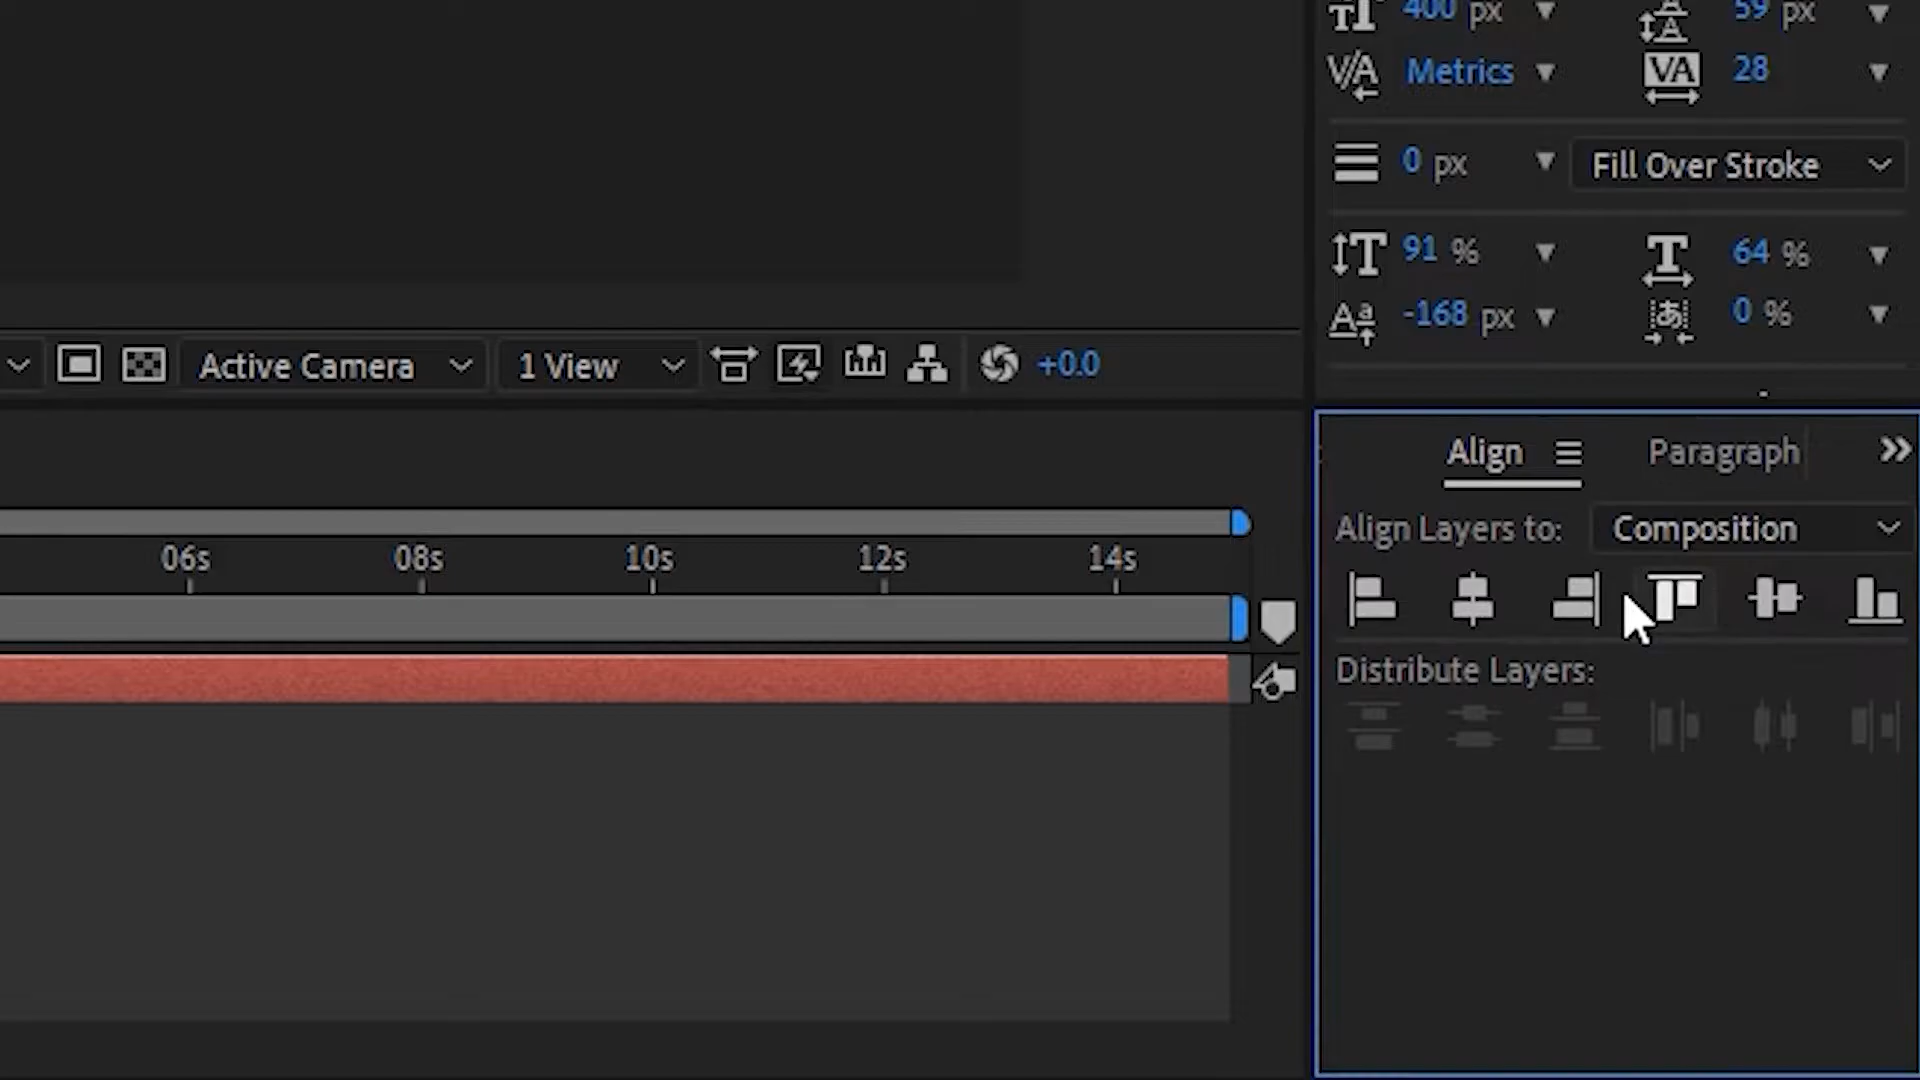 400 px
59 px
Metrics
28
0 px
Fill Over Stroke
91 %
64 %
-168 px
0 %
Active Camera
1 View
+0.0
Align
Paragraph
Align Layers to:
Composition
06s
08s
10s
12s
14s
Distribute Layers: